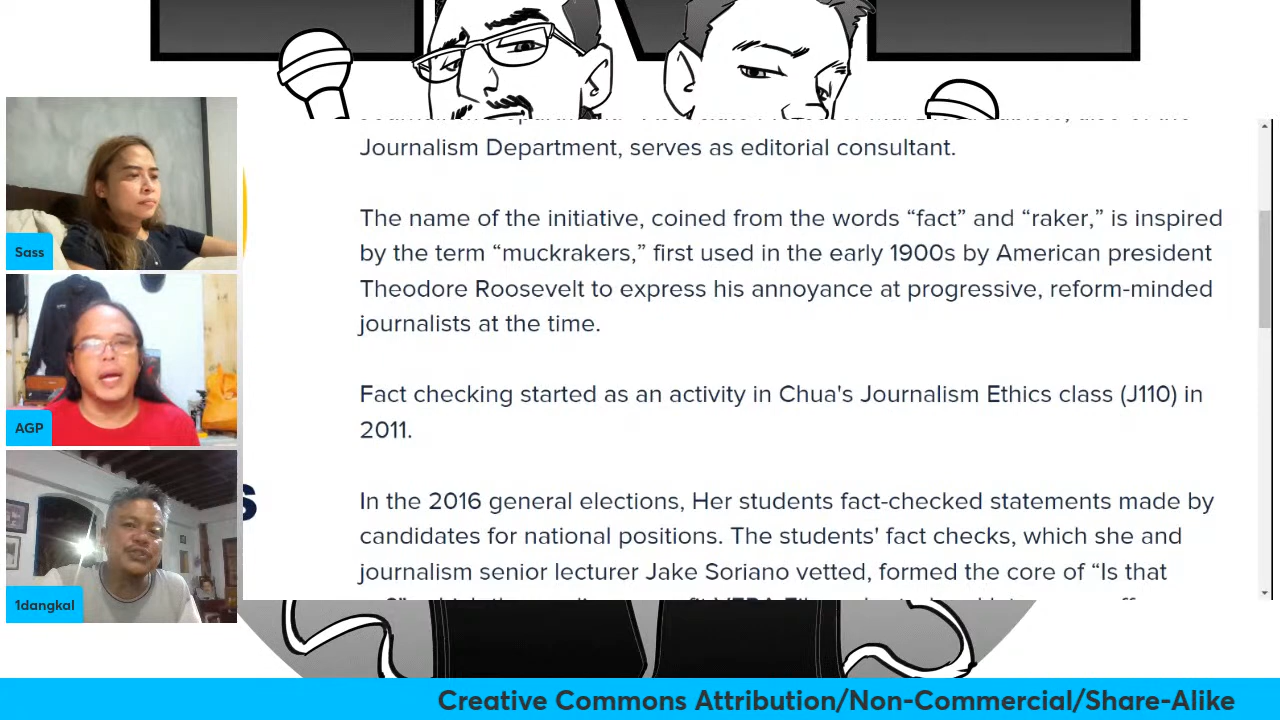 Journalism Department, serves as editorial consultant.
The name of the initiative, coined from the words “fact” and “raker,” is inspired
by the term “muckrakers,” first used in the early 1900s by American president
Theodore Roosevelt to express his annoyance at progressive, reform-minded
journalists at the time.
Fact checking started as an activity in Chua's Journalism Ethics class (J110) in
2011.
In the 2016 general elections, Her students fact-checked statements made by
candidates for national positions. The students' fact checks, which she and
journalism senior lecturer Jake Soriano vetted, formed the core of “Is that
s
Sass
AGP
1dangkal
Creative Commons Attribution/Non-Commercial/Share-Alike